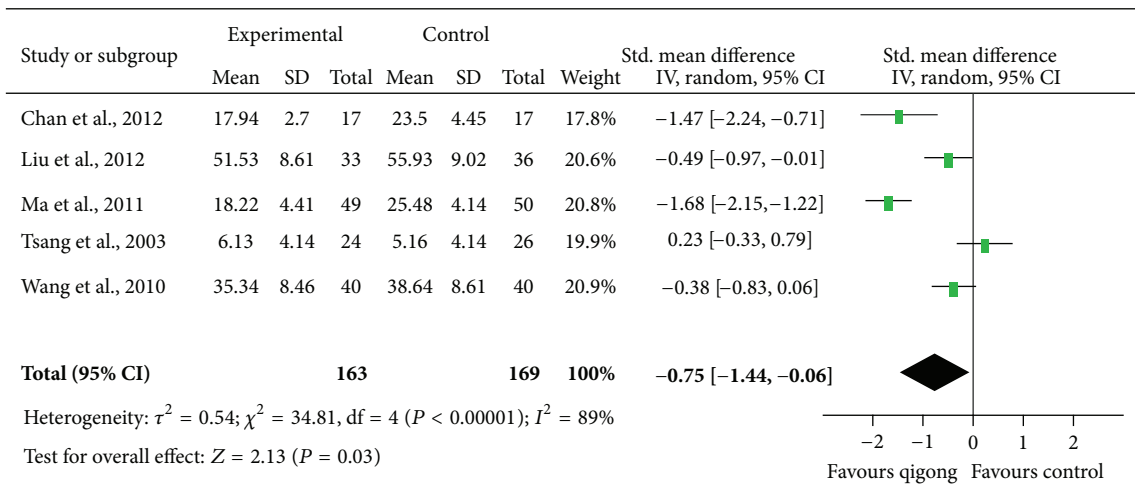 Study or subgroup Experimental Control Std. mean difference Std. mean difference
Mean SD Total Mean SD Total Weight IV, random, 95% CI IV, random, 95% CI
Chan et al., 2012 17.94 2.7 17 23.5 4.45 17 17.8% −1.47 [−2.24, −0.71]
Liu et al., 2012 51.53 8.61 33 55.93 9.02 36 20.6% −0.49 [−0.97, −0.01]
Ma et al., 2011 18.22 4.41 49 25.48 4.14 50 20.8% −1.68 [−2.15,−1.22]
Tsang et al., 2003 6.13 4.14 24 5.16 4.14 26 19.9% 0.23 [−0.33, 0.79]
Wang et al., 2010 35.34 8.46 40 38.64 8.61 40 20.9% −0.38 [−0.83, 0.06]
Total (95% CI) 163 169 100% −0.75 [−1.44, −0.06]
Heterogeneity: τ² = 0.54; χ² = 34.81, df = 4 (P < 0.00001); I² = 89%
Test for overall effect: Z = 2.13 (P = 0.03)
−2 −1 0 1 2
Favours qigong Favours control